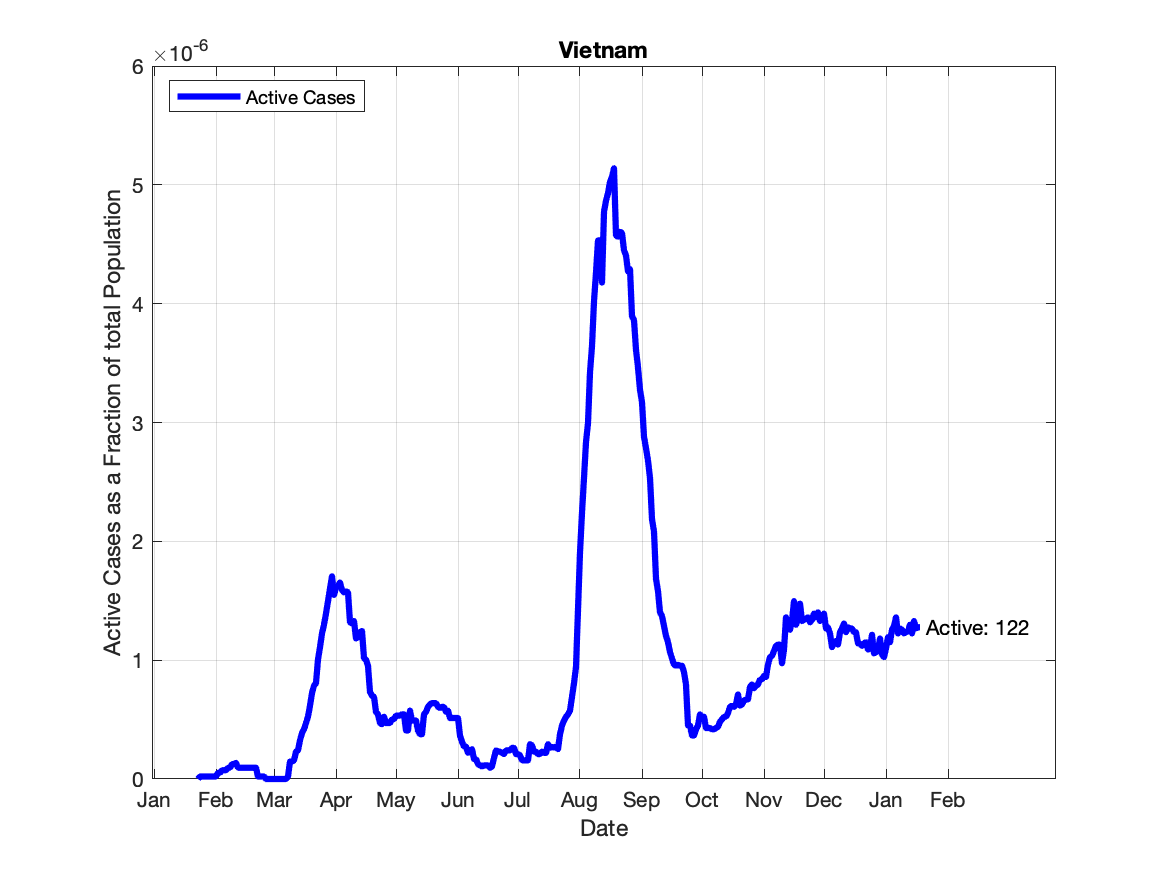 Vietnam
×10-6
Active Cases
6
5
4
3
2
1
0
Active Cases as a Fraction of total Population
Active: 122
Jan Feb Mar Apr May Jun Jul Aug Sep Oct Nov Dec Jan Feb
Date